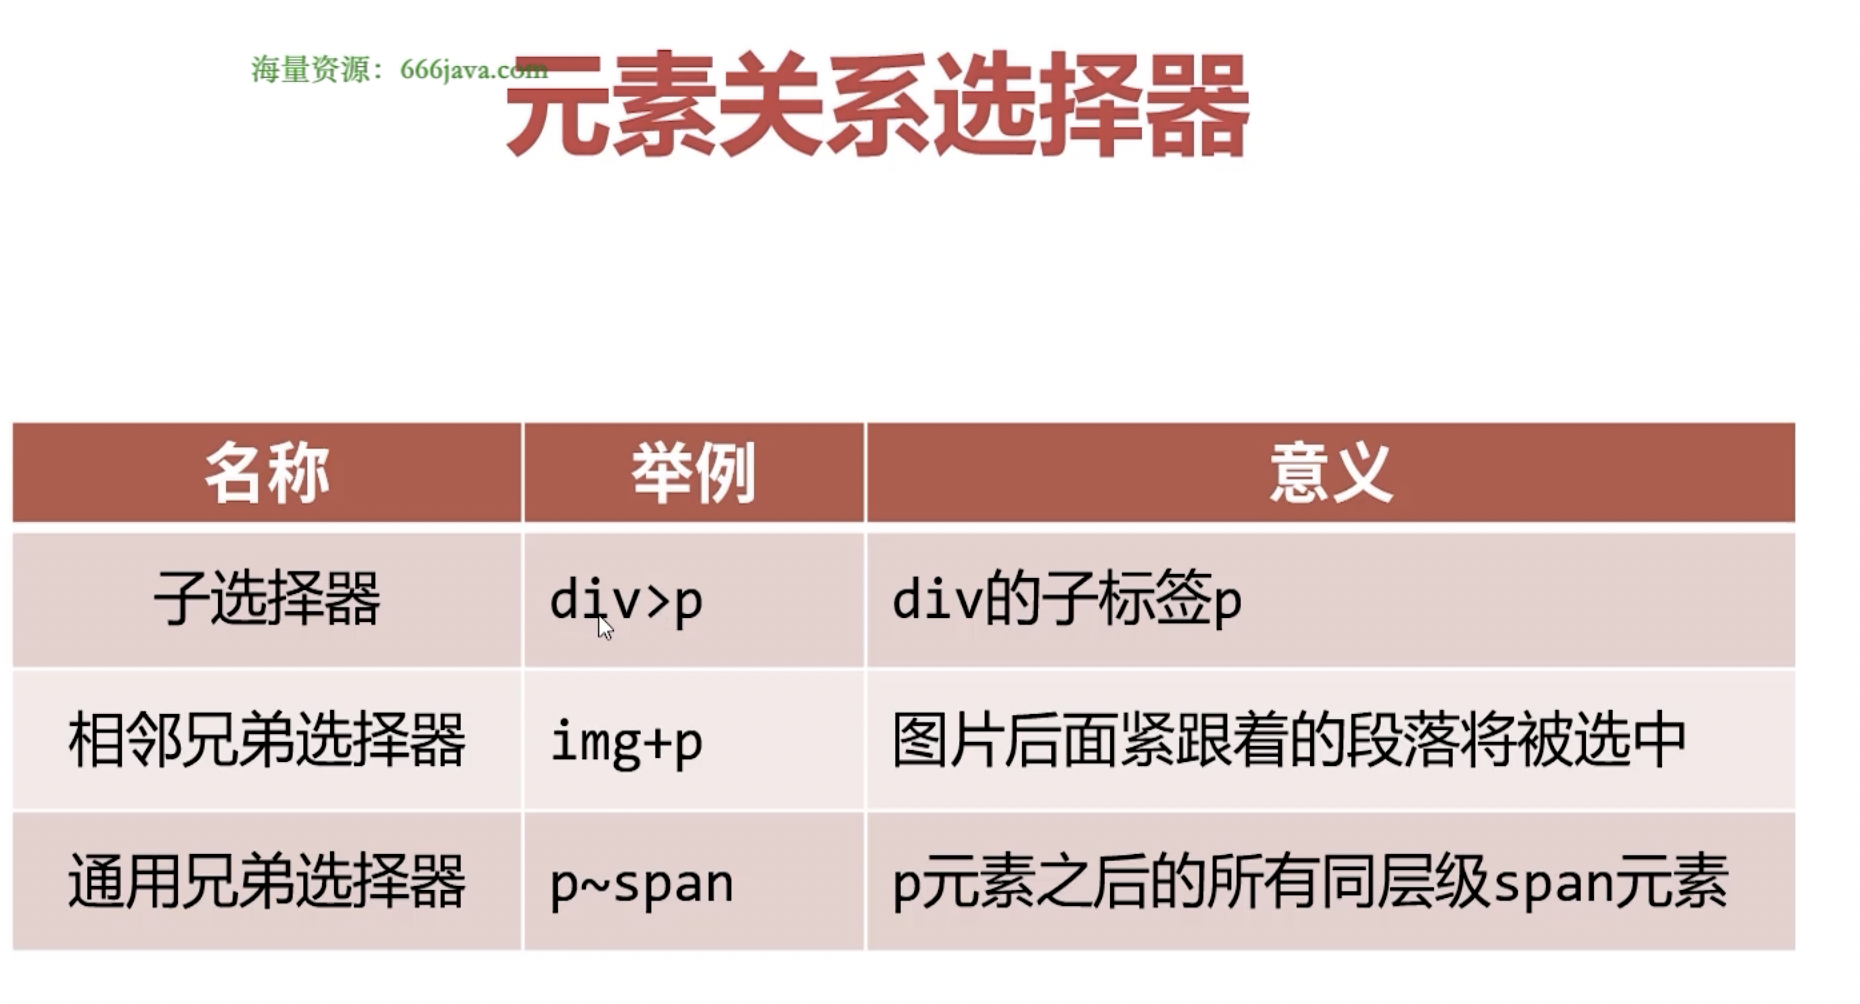 海量资源：666java.com
元素关系选择器
名称 举例 意义
子选择器 div>p div的子标签p
相邻兄弟选择器 img+p 图片后面紧跟着的段落将被选中
通用兄弟选择器 p~span p元素之后的所有同层级span元素